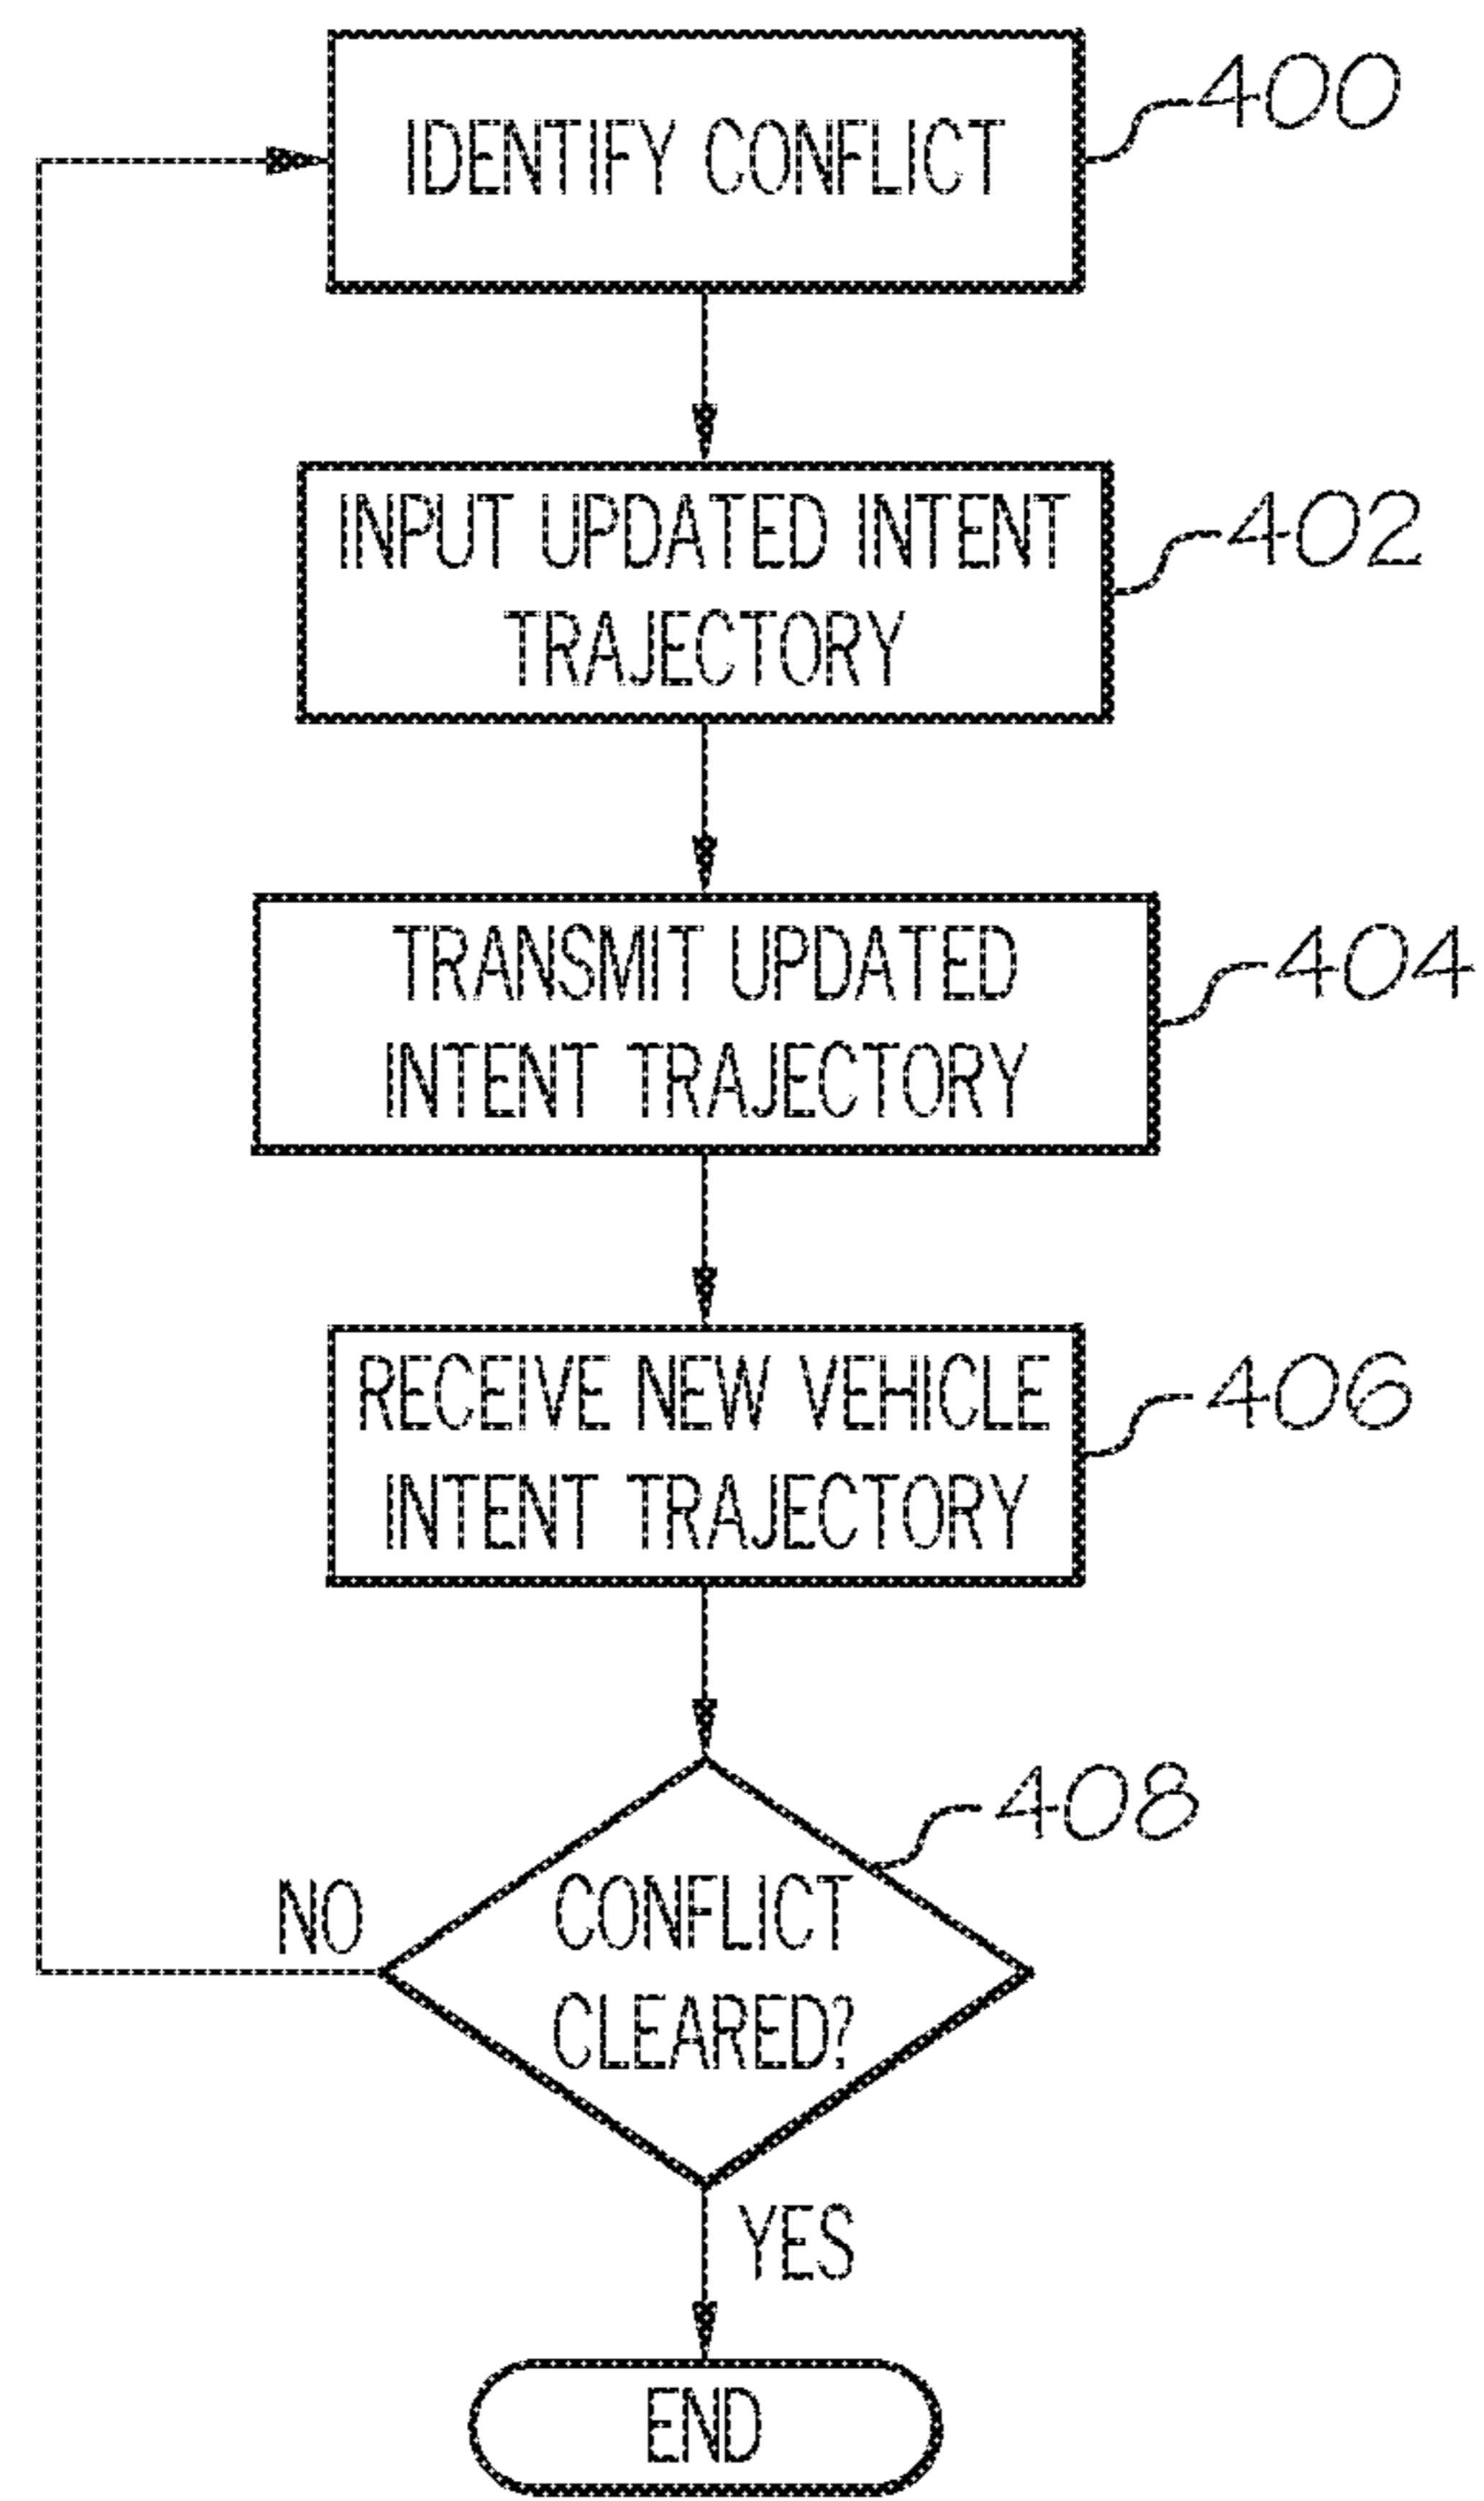 IDENTIFY CONFLICT
400
INPUT UPDATED INTENT
TRAJECTORY
402
TRANSMIT UPDATED
INTENT TRAJECTORY
404
RECEIVE NEW VEHICLE
INTENT TRAJECTORY
406
408
CONFLICT
CLEARED?
NO
YES
END